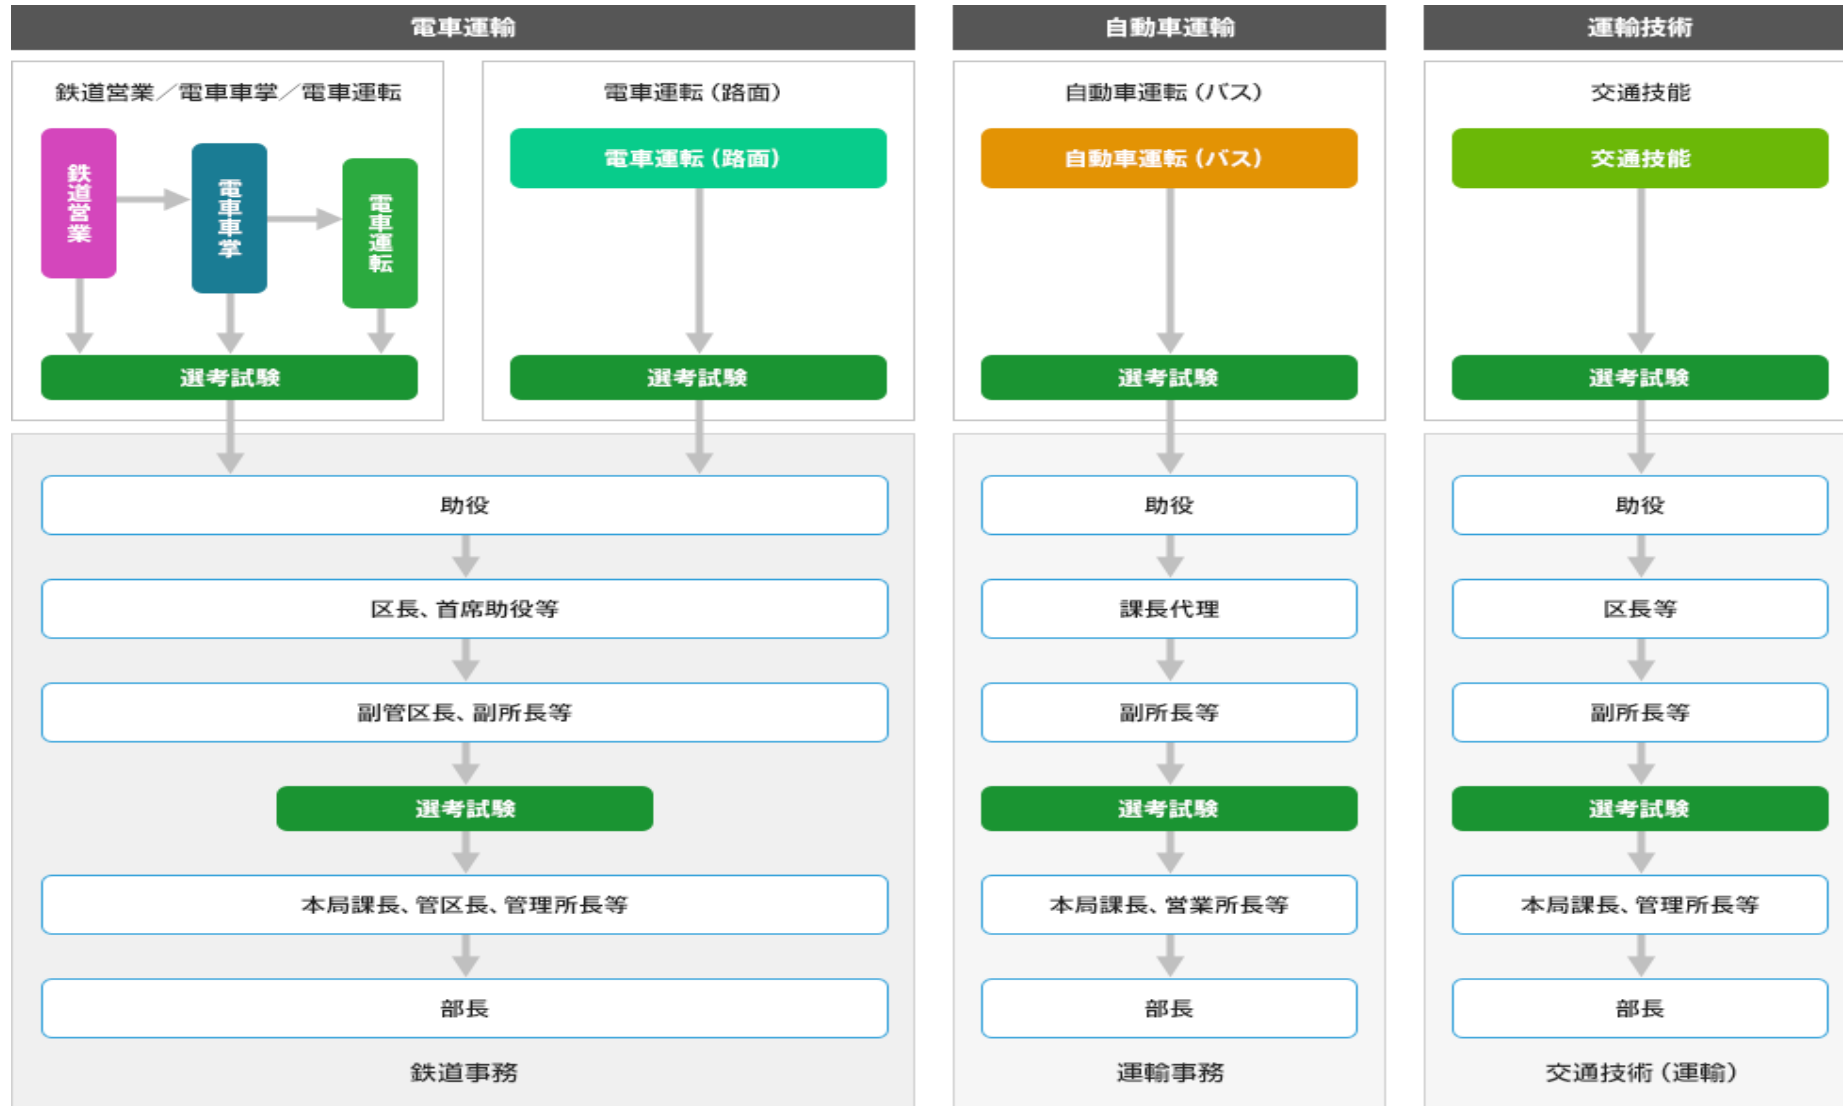 電車運輸
鉄道営業／電車車掌／電車運転
鉄道営業
電車車掌
電車運転
選考試験
電車運転（路面）
電車運転（路面）
選考試験
助役
区長、首席助役等
副管区長、副所長等
選考試験
本局課長、管区長、管理所長等
部長
鉄道事務
自動車運輸
自動車運転（バス）
自動車運転（バス）
選考試験
助役
課長代理
副所長等
選考試験
本局課長、営業所長等
部長
運輸事務
運輸技術
交通技能
交通技能
選考試験
助役
区長等
副所長等
選考試験
本局課長、管理所長等
部長
交通技術（運輸）